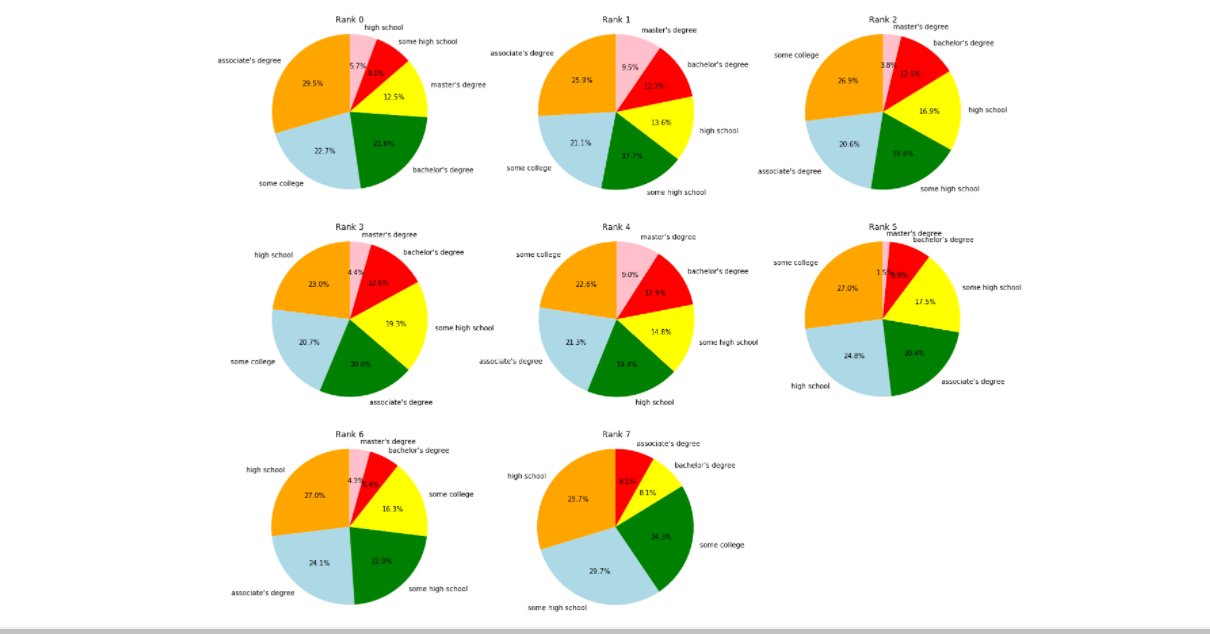 Rank 0
high school
some high school
associate's degree
5.7%
8.0%
29.5%
master's degree
12.5%
21.6%
22.7%
bachelor's degree
some college
Rank 1
master's degree
associate's degree
bachelor's degree
9.5%
25.9%
12.2%
13.6%
high school
21.1%
17.7%
some college
some high school
Rank 2
master's degree
bachelor's degree
some college
3.8%
12.5%
26.9%
16.9%
high school
20.6%
19.4%
associate's degree
some high school
Rank 3
master's degree
bachelor's degree
high school
4.4%
12.6%
23.0%
19.3%
some high school
20.7%
20.0%
some college
associate's degree
Rank 4
master's degree
some college
bachelor's degree
9.0%
22.6%
12.9%
14.8%
some high school
21.3%
19.4%
associate's degree
high school
Rank 5
master's degree
bachelor's degree
some college
1.5%
27.0%
some high school
17.5%
24.8%
20.4%
associate's degree
high school
Rank 6
master's degree
bachelor's degree
high school
4.3%
27.0%
some college
16.3%
24.1%
22.0%
some high school
associate's degree
Rank 7
associate's degree
bachelor's degree
high school
8.1%
8.1%
29.7%
24.3%
some college
29.7%
some high school